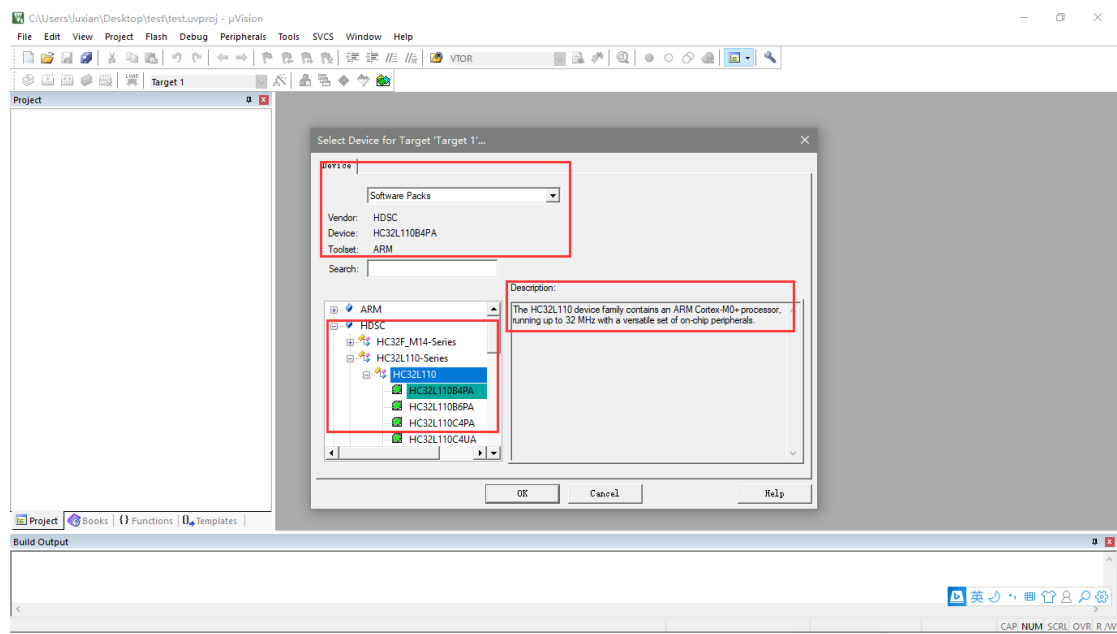 C:\Users\luxian\Desktop\test\test.uvproj - µVision
File Edit View Project Flash Debug Peripherals Tools SVCS Window Help
VTOR
LOAD Target 1
Project
Select Device for Target 'Target 1'...
Device
Software Packs
Vendor: HDSC
Device: HC32L110B4PA
Toolset: ARM
Search:
Description:
ARM
HDSC
HC32F_M14-Series
HC32L110-Series
HC32L110
HC32L110B4PA
HC32L110B6PA
HC32L110C4PA
HC32L110C4UA
The HC32L110 device family contains an ARM Cortex-M0+ processor,
running up to 32 MHz with a versatile set of on-chip peripherals.
OK Cancel Help
Project Books {} Functions Templates
Build Output
英
CAP NUM SCRL OVR R/W